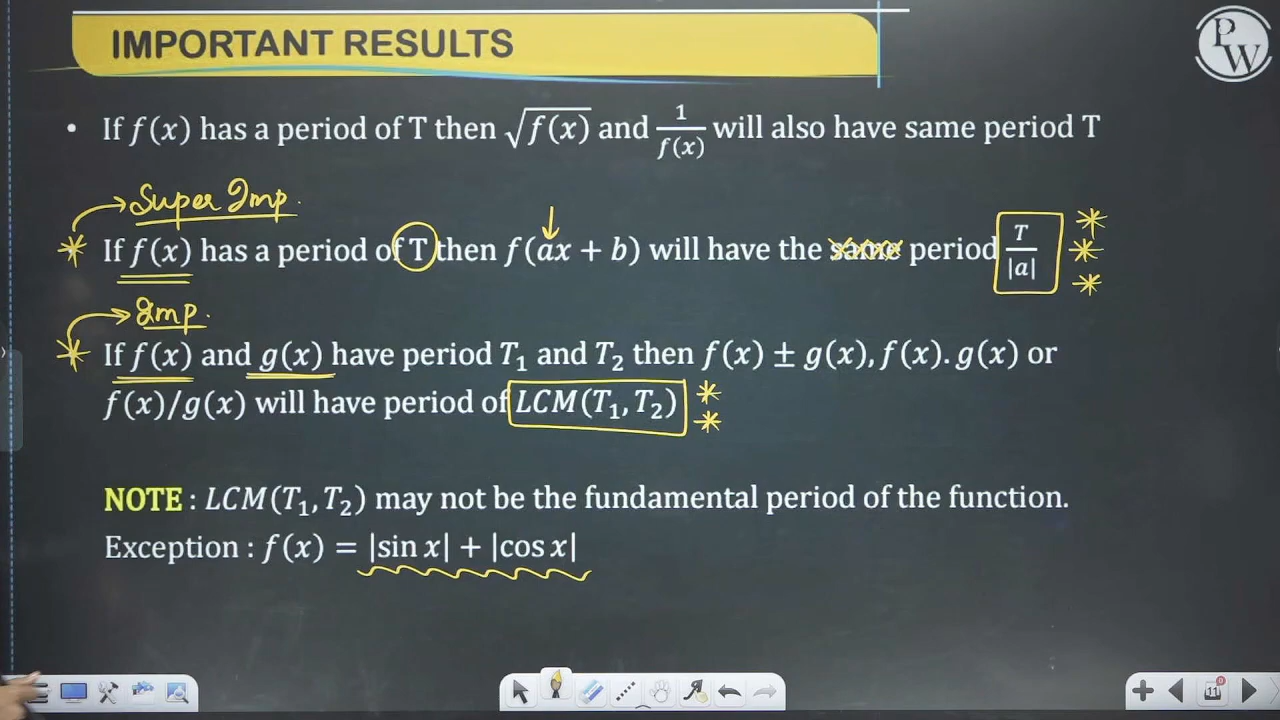 IMPORTANT RESULTS
PW
• If f(x) has a period of T then √f(x) and 1/f(x) will also have same period T
Super Imp.
If f(x) has a period of T then f(ax + b) will have the same period T/|a|
Imp.
If f(x) and g(x) have period T₁ and T₂ then f(x) ± g(x), f(x). g(x) or
f(x)/g(x) will have period of LCM(T₁, T₂)
NOTE : LCM(T₁, T₂) may not be the fundamental period of the function.
Exception : f(x) = |sin x| + |cos x|
11